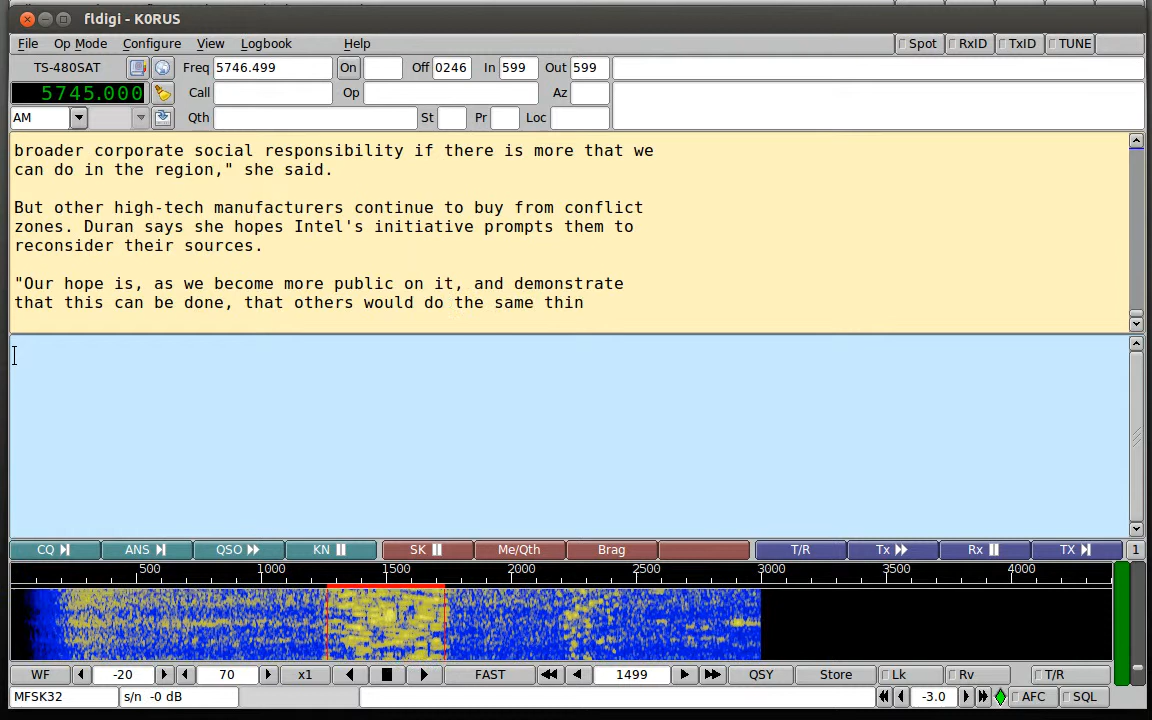 fldigi - K0RUS
File Op Mode Configure View Logbook Help Spot RxID TxID TUNE
TS-480SAT Freq 5746.499 On Off 0246 In 599 Out 599
5745.000 Call Op Az
AM Qth St Pr Loc
broader corporate social responsibility if there is more that we
can do in the region," she said.
But other high-tech manufacturers continue to buy from conflict
zones. Duran says she hopes Intel's initiative prompts them to
reconsider their sources.
"Our hope is, as we become more public on it, and demonstrate
that this can be done, that others would do the same thin
CQ ANS QSO KN SK Me/Qth Brag T/R Tx Rx TX 1
500 1000 1500 2000 2500 3000 3500 4000
WF -20 70 x1 FAST 1499 QSY Store Lk Rv T/R
MFSK32 s/n -0 dB -3.0 AFC SQL